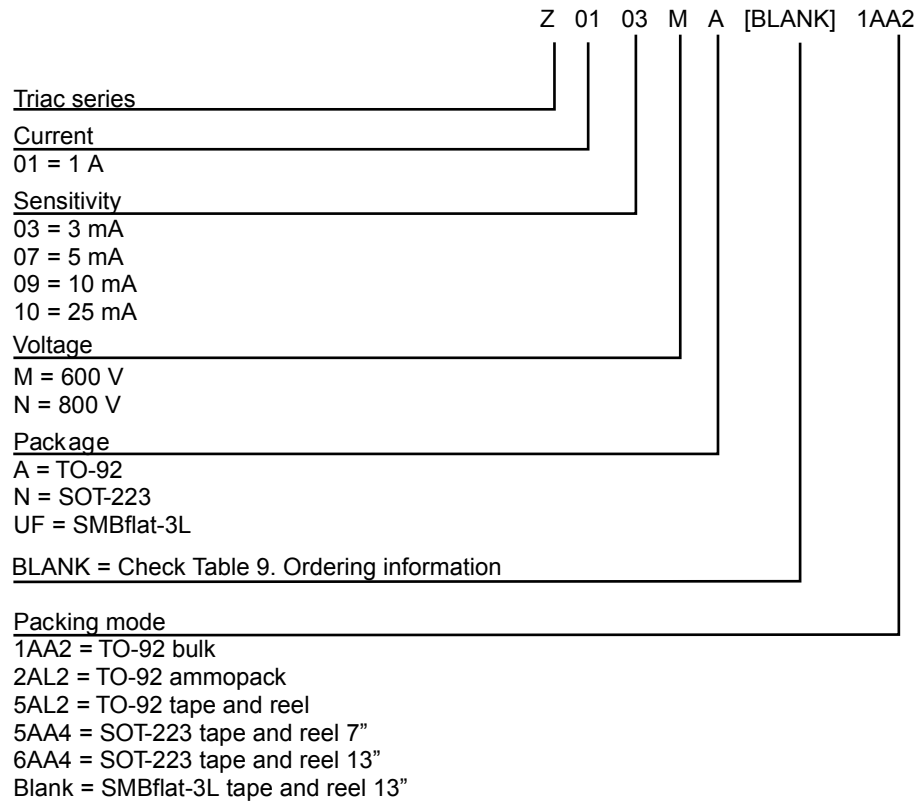 Z 01 03 M A [BLANK] 1AA2
Triac series
Current
01 = 1 A
Sensitivity
03 = 3 mA
07 = 5 mA
09 = 10 mA
10 = 25 mA
Voltage
M = 600 V
N = 800 V
Package
A = TO-92
N = SOT-223
UF = SMBflat-3L
BLANK = Check Table 9. Ordering information
Packing mode
1AA2 = TO-92 bulk
2AL2 = TO-92 ammopack
5AL2 = TO-92 tape and reel
5AA4 = SOT-223 tape and reel 7”
6AA4 = SOT-223 tape and reel 13”
Blank = SMBflat-3L tape and reel 13”